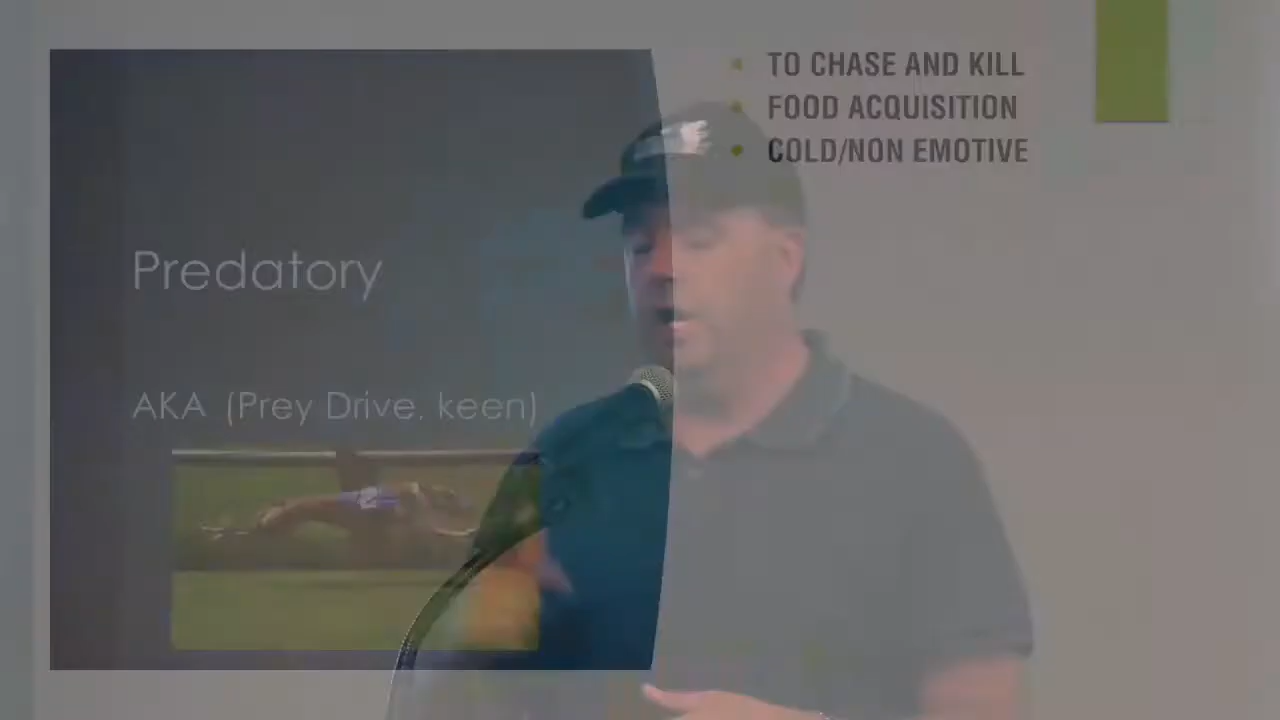 Predatory
AKA (Prey Drive, keen)
TO CHASE AND KILL
FOOD ACQUISITION
COLD/NON EMOTIVE